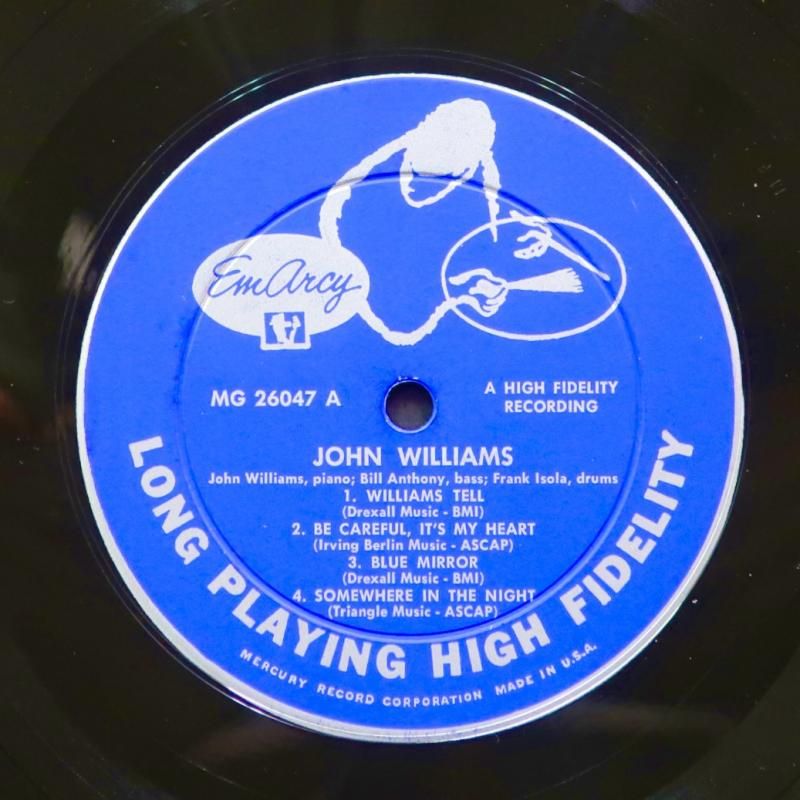 EmArcy
MG 26047 A
A HIGH FIDELITY
RECORDING
JOHN WILLIAMS
John Williams, piano; Bill Anthony, bass; Frank Isola, drums
1. WILLIAMS TELL
(Drexall Music - BMI)
2. BE CAREFUL, IT'S MY HEART
(Irving Berlin Music - ASCAP)
3. BLUE MIRROR
(Drexall Music - BMI)
4. SOMEWHERE IN THE NIGHT
(Triangle Music - ASCAP)
LONG PLAYING HIGH FIDELITY
MERCURY RECORD CORPORATION MADE IN U.S.A.